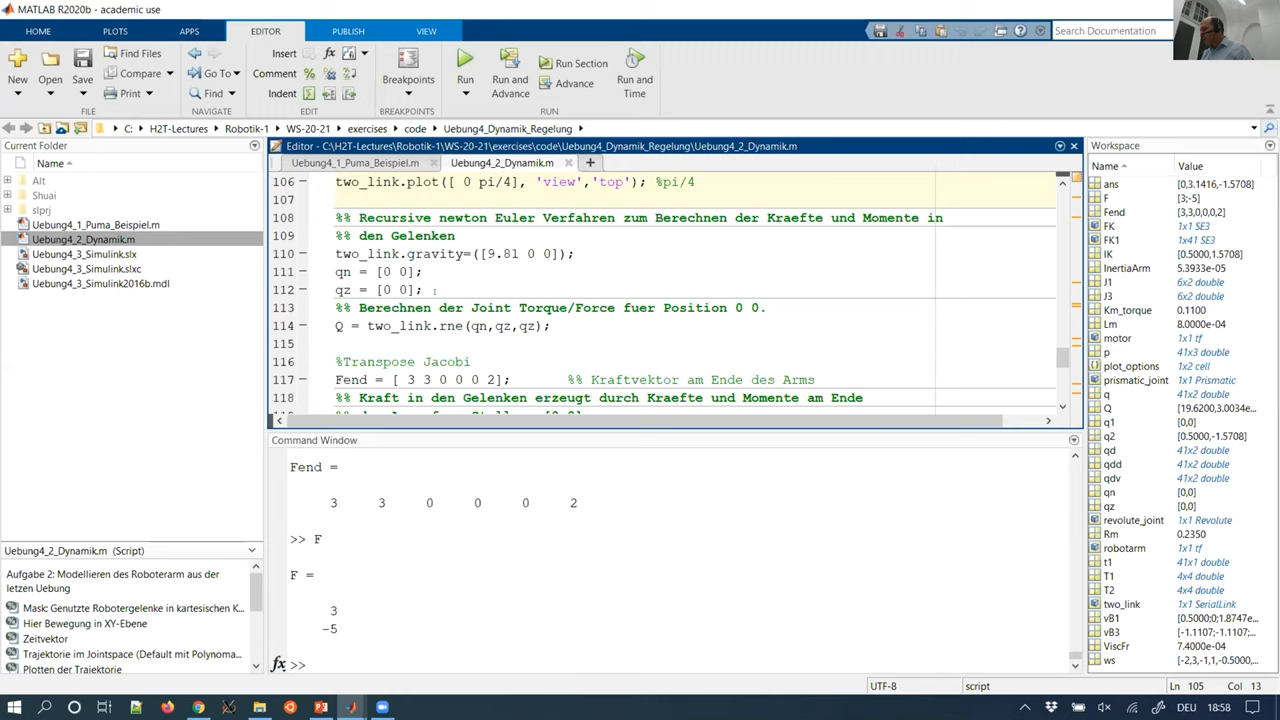 MATLAB R2020b - academic use
HOME PLOTS APPS EDITOR PUBLISH VIEW Search Documentation
New Open Save Find Files Compare Print Go To Find Insert Comment Indent Breakpoints Run Run and Advance Run Section Advance Run and Time
FILE NAVIGATE EDIT BREAKPOINTS RUN
C: H2T-Lectures Robotik-1 WS-20-21 exercises code Uebung4_Dynamik_Regelung
Current Folder
Name
Alt
Shuai
slprj
Uebung4_1_Puma_Beispiel.m
Uebung4_2_Dynamik.m
Uebung4_3_Simulink.slx
Uebung4_3_Simulink.slxc
Uebung4_3_Simulink2016b.mdl
Uebung4_2_Dynamik.m (Script)
Aufgabe 2: Modellieren des Roboterarm aus der
letzen Uebung
Mask: Genutzte Robotergelenke in kartesischen K...
Hier Bewegung in XY-Ebene
Zeitvektor
Trajektorie im Jointspace (Default mit Polynoma...
Plotten der Traiektorie
Editor - C:\H2T-Lectures\Robotik-1\WS-20-21\exercises\code\Uebung4_Dynamik_Regelung\Uebung4_2_Dynamik.m
Uebung4_1_Puma_Beispiel.m Uebung4_2_Dynamik.m
106 two_link.plot([ 0 pi/4], 'view','top'); %pi/4
107
108 %% Recursive newton Euler Verfahren zum Berechnen der Kraefte und Momente in
109 %% den Gelenken
110 two_link.gravity=([9.81 0 0]);
111 qn = [0 0];
112 qz = [0 0];
113 %% Berechnen der Joint Torque/Force fuer Position 0 0.
114 Q = two_link.rne(qn,qz,qz);
115
116 %Transpose Jacobi
117 Fend = [ 3 3 0 0 0 2]; %% Kraftvektor am Ende des Arms
118 %% Kraft in den Gelenken erzeugt durch Kraefte und Momente am Ende
Command Window
Fend =
3 3 0 0 0 2
>> F
F =
3
-5
fx >>
Workspace
Name Value
ans [0,3.1416,-1.5708]
F [3;-5]
Fend [3,3,0,0,0,2]
FK 1x1 SE3
FK1 1x41 SE3
IK [0.5000,1.5708]
InertiaArm 5.3933e-05
J1 6x2 double
J3 6x2 double
Km_torque 0.1100
Lm 8.0000e-04
motor 1x1 tf
p 41x3 double
plot_options 1x2 cell
prismatic_joint 1x1 Prismatic
q 41x2 double
Q [19.6200,3.0034e...
q1 [0,0]
q2 [0.5000,-1.5708]
qd 41x2 double
qdd 41x2 double
qdv 41x2 double
qn [0,0]
qz [0,0]
revolute_joint 1x1 Revolute
Rm 0.2350
robotarm 1x1 tf
t1 41x1 double
T1 4x4 double
T2 4x4 double
two_link 1x1 SerialLink
vB1 [0.5000;0;1.8747e...
vB3 [-1.1107;-1.1107;...
ViscFr 7.4000e-04
ws [-2,3,-1,1,-0.5000,...
UTF-8 script Ln 105 Col 13
DEU 18:58